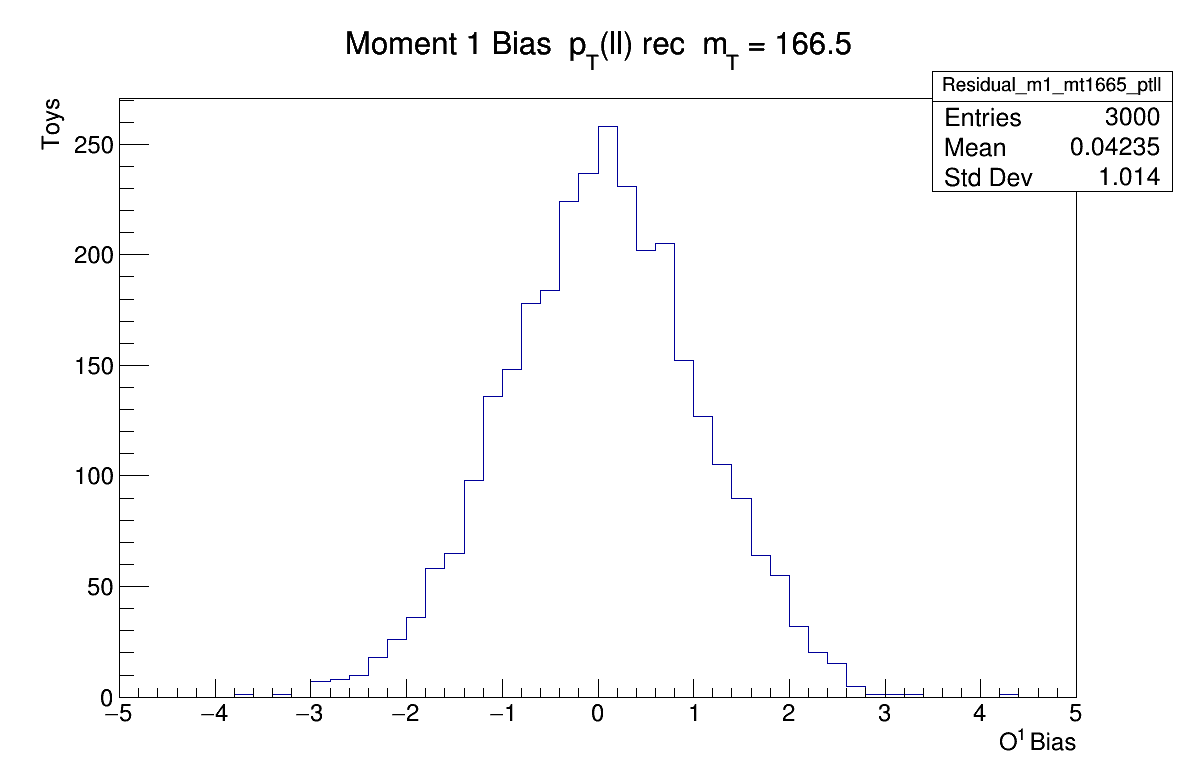 Moment 1 Bias p_T(ll) rec m_T = 166.5
Residual_m1_mt1665_ptll
Entries 3000
Mean 0.04235
Std Dev 1.014
Toys
250
200
150
100
50
0
−5 −4 −3 −2 −1 0 1 2 3 4 5
O¹ Bias